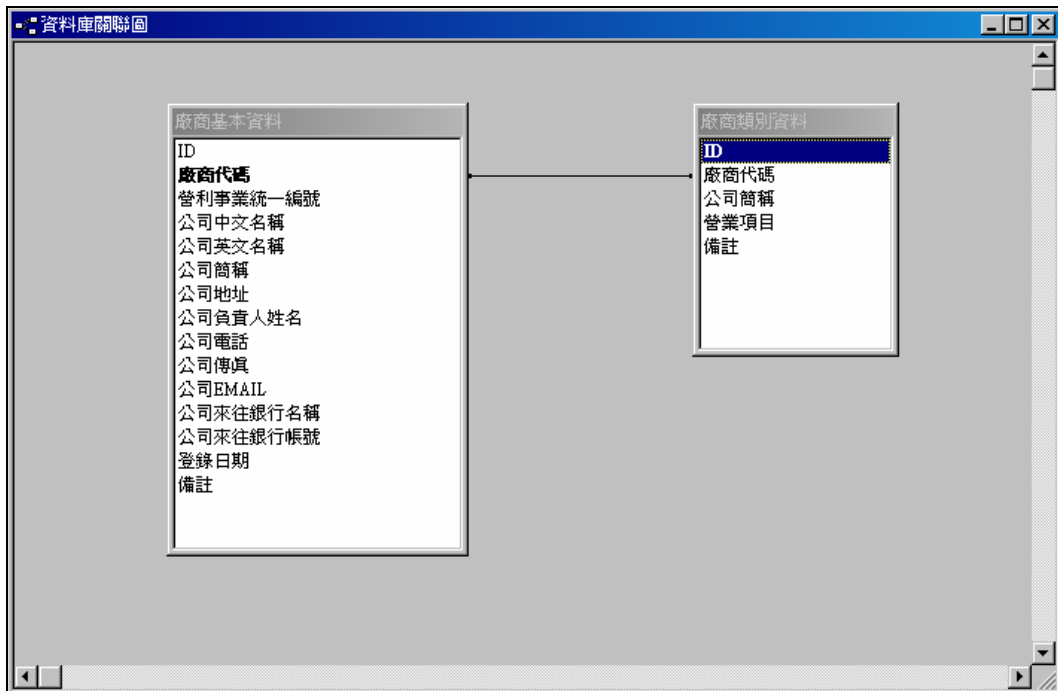 資料庫關聯圖
廠商基本資料
ID
廠商代碼
營利事業統一編號
公司中文名稱
公司英文名稱
公司簡稱
公司地址
公司負責人姓名
公司電話
公司傳真
公司EMAIL
公司來往銀行名稱
公司來往銀行帳號
登錄日期
備註
廠商類別資料
ID
廠商代碼
公司簡稱
營業項目
備註